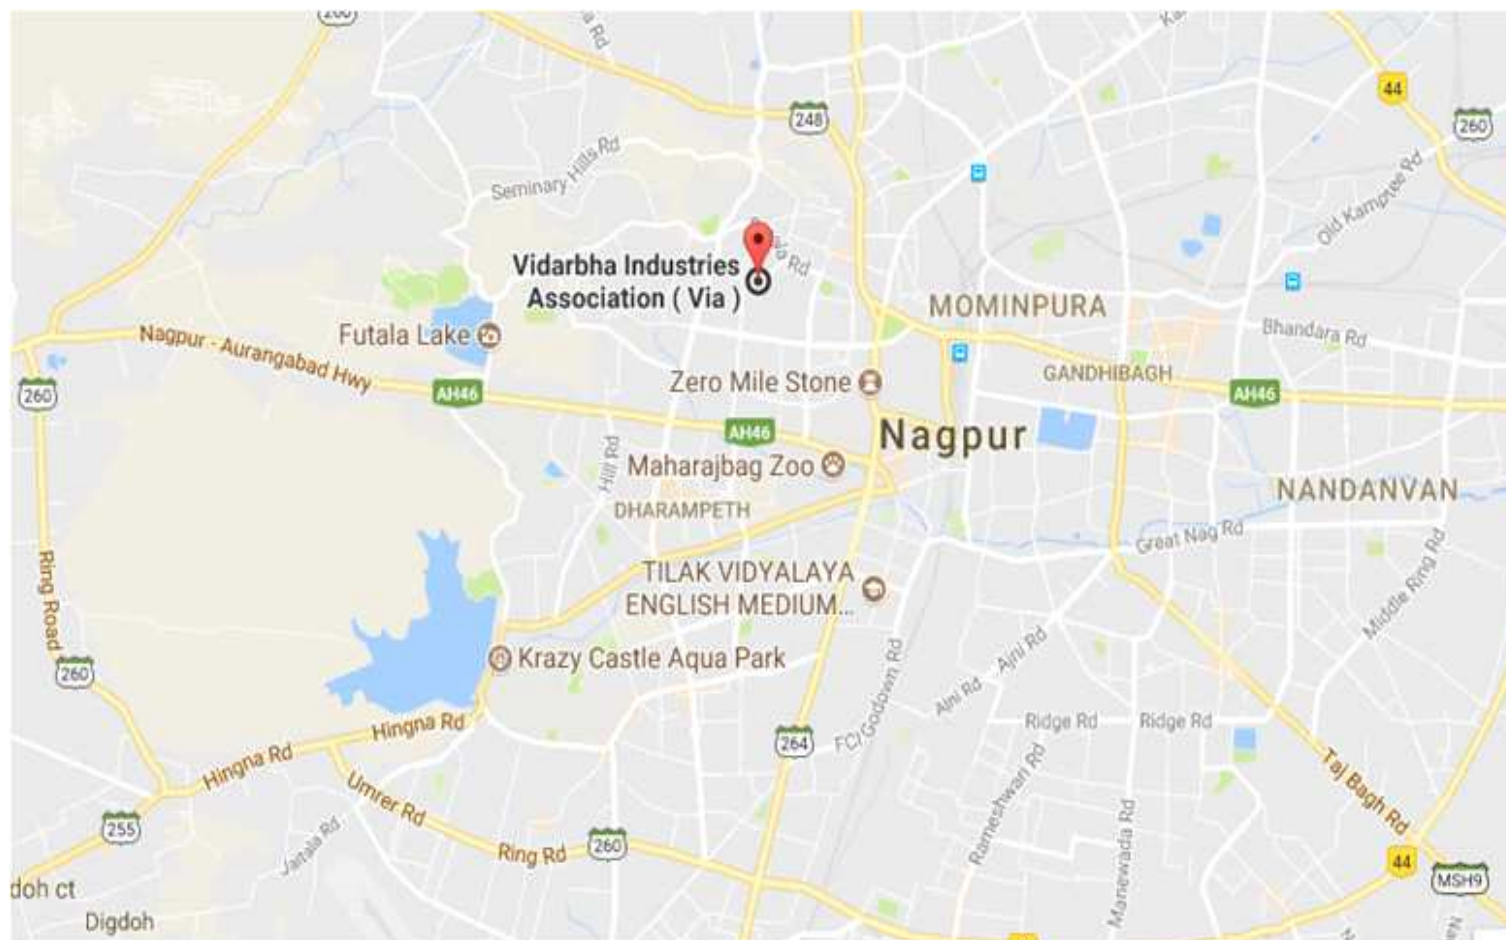 260
248
44
260
Seminary Hills Rd
Old Kamptee Rd
Vidarbha Industries
Association ( Via )
MOMINPURA
Futala Lake
Nagpur - Aurangabad Hwy
Bhandara Rd
Zero Mile Stone
GANDHIBAGH
260
AH46
AH46
AH46
Nagpur
Hill Rd
Maharajbag Zoo
NANDANVAN
DHARAMPETH
Great Nag Rd
Ring Road
TILAK VIDYALAYA
ENGLISH MEDIUM...
Middle Ring Rd
Krazy Castle Aqua Park
260
Ajni Rd
Ajni Rd
FCI Godown Rd
Hingna Rd
Ridge Rd
Ridge Rd
264
Hingna Rd
Umrer Rd
Rameshwari Rd
Taj Bagh Rd
255
Jaitala Rd
Ring Rd
260
Manewada Rd
44
MSH9
doh ct
Digdoh